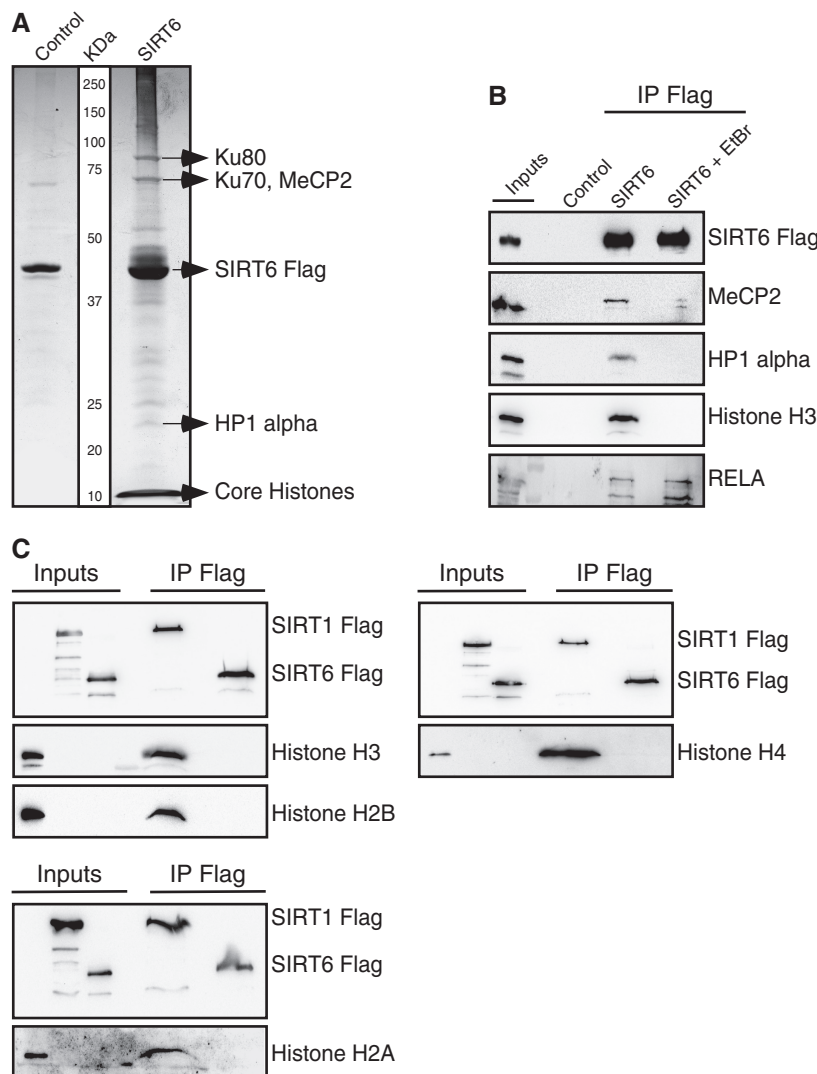 A
Control
KDa
SIRT6
250
150
100
75
50
37
25
20
10
Ku80
Ku70, MeCP2
SIRT6 Flag
HP1 alpha
Core Histones
B
IP Flag
Inputs
Control
SIRT6
SIRT6 + EtBr
SIRT6 Flag
MeCP2
HP1 alpha
Histone H3
RELA
C
Inputs
IP Flag
SIRT1 Flag
SIRT6 Flag
Histone H3
Histone H2B
Inputs
IP Flag
SIRT1 Flag
SIRT6 Flag
Histone H4
Inputs
IP Flag
SIRT1 Flag
SIRT6 Flag
Histone H2A